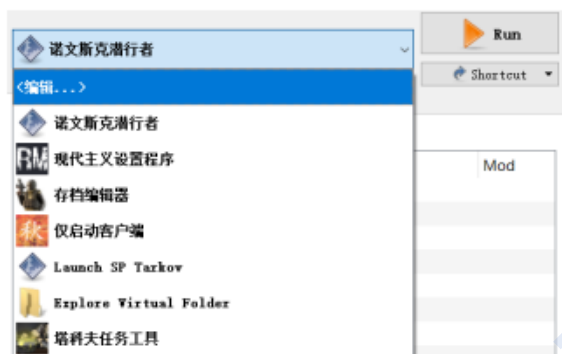 诺文斯克潜行者
Run
Shortcut
<编辑...>
诺文斯克潜行者
RM 现代主义设置程序
存档编辑器
秋 仅启动客户端
Launch SP Tarkov
Explore Virtual Folder
塔科夫任务工具
Mod